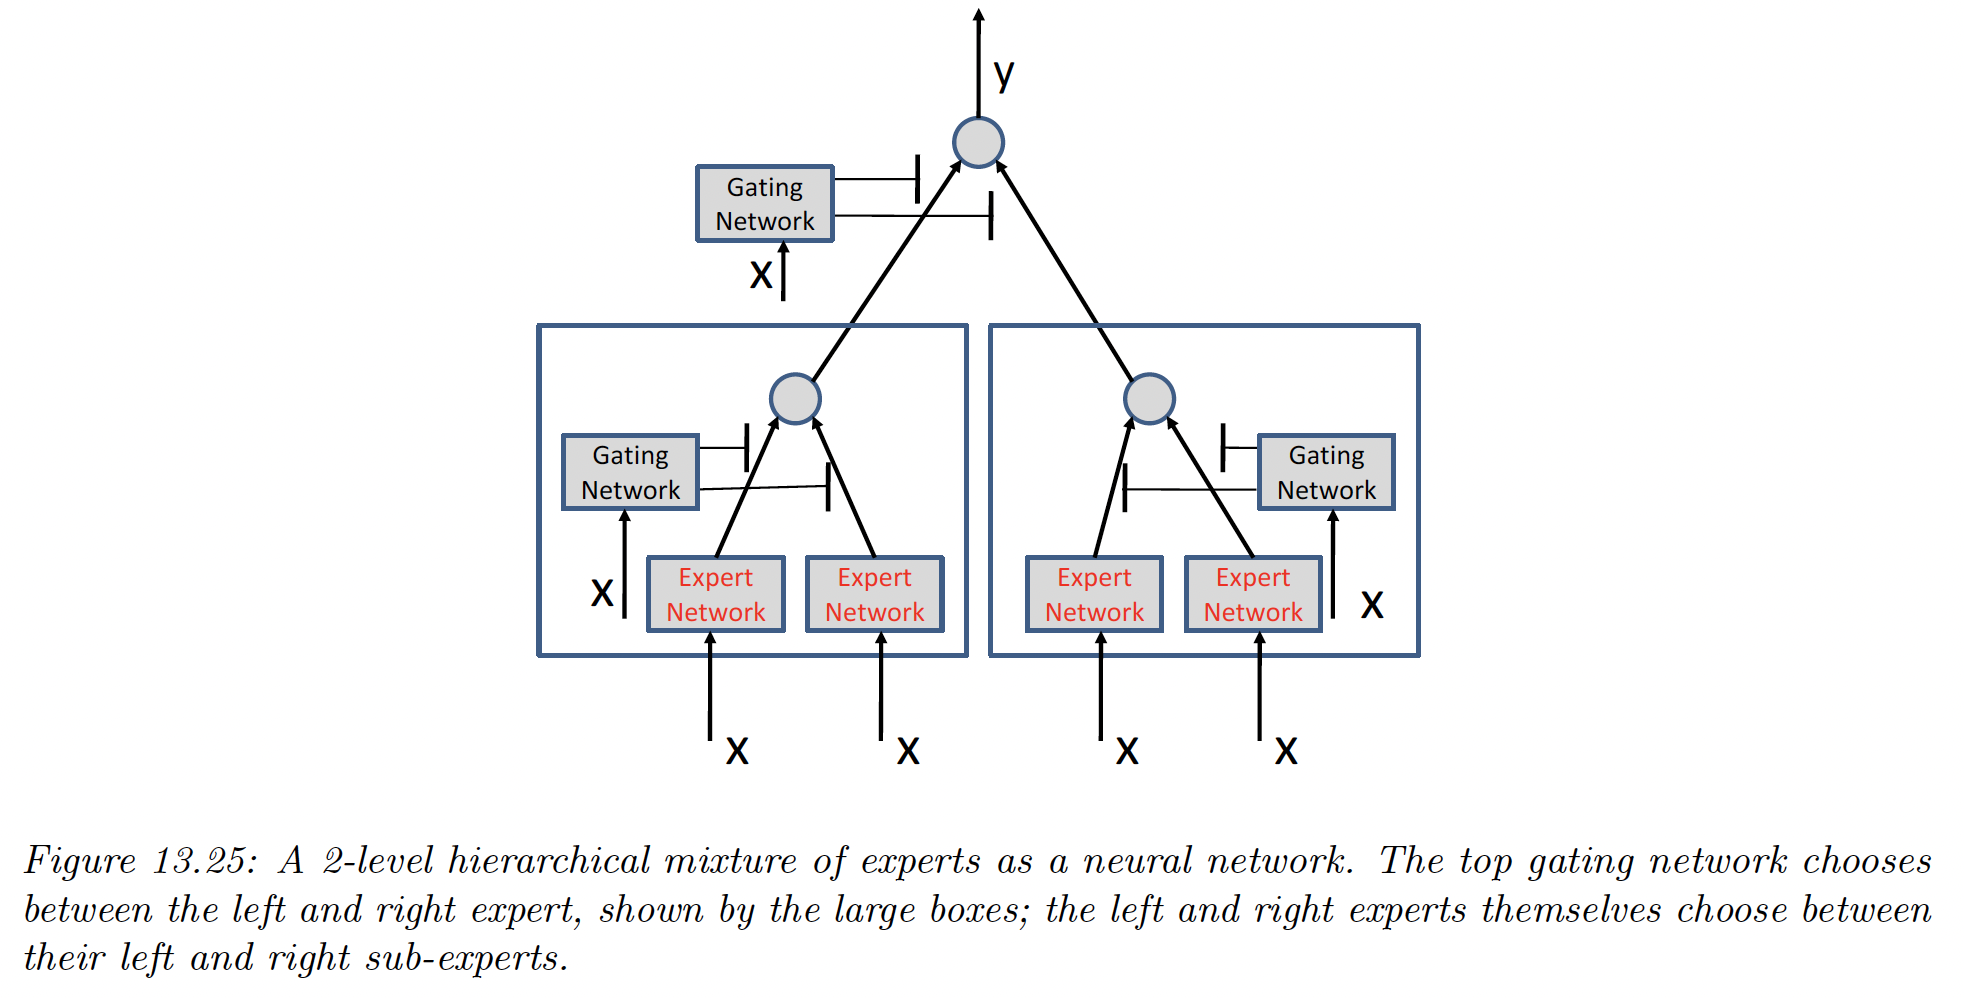 y
Gating
Network
X
Gating
Network
Gating
Network
X
Expert
Network
Expert
Network
Expert
Network
Expert
Network
X
X
X
X
X
Figure 13.25: A 2-level hierarchical mixture of experts as a neural network. The top gating network chooses
between the left and right expert, shown by the large boxes; the left and right experts themselves choose between
their left and right sub-experts.